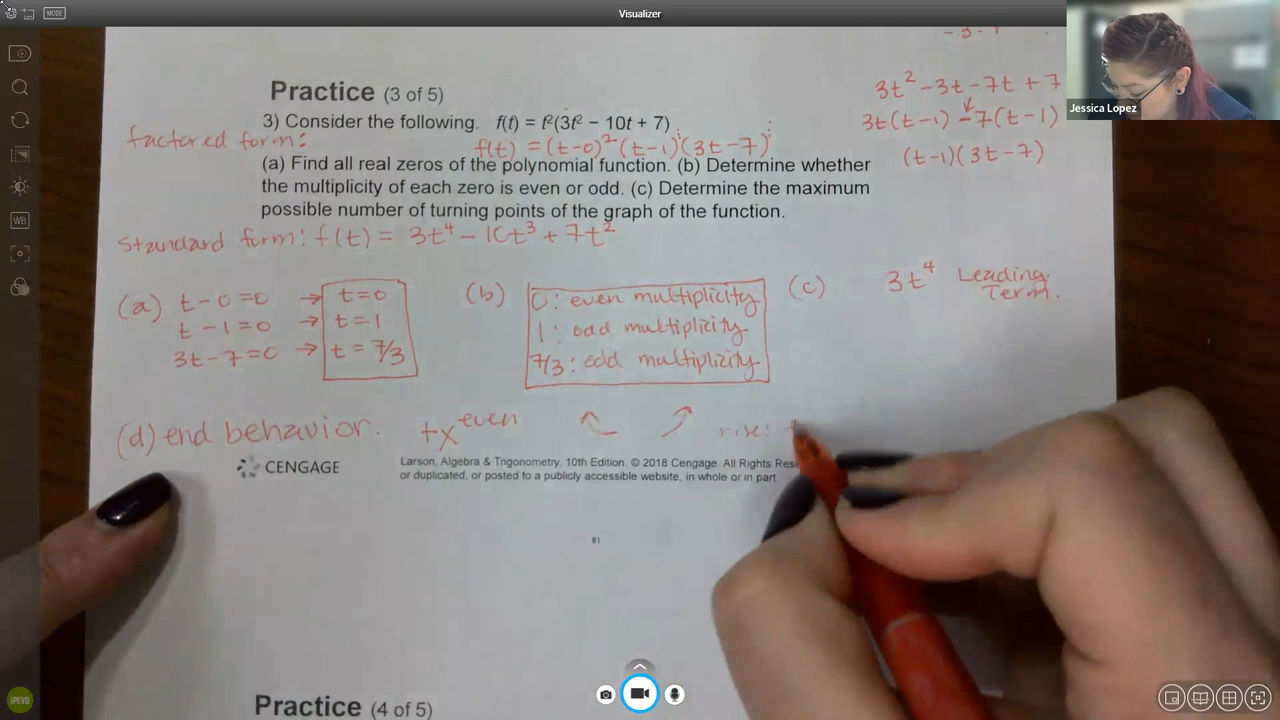 MODE
Visualizer
WB
Jessica Lopez
3t² - 3t - 7t + 7
3t(t-1) - 7(t-1)
(t-1)(3t-7)
Practice (3 of 5)
3) Consider the following. f(t) = t²(3t² − 10t + 7)
factored form:
f(t) = (t-0)²(t-1)(3t-7)
(a) Find all real zeros of the polynomial function. (b) Determine whether
the multiplicity of each zero is even or odd. (c) Determine the maximum
possible number of turning points of the graph of the function.
Standard form: f(t) = 3t⁴ - 10t³ + 7t²
(a) t-0=0 → t=0
t-1=0 → t=1
3t-7=0 → t=7/3
(b) 0: even multiplicity
1: odd multiplicity
7/3: odd multiplicity
(c) 3t⁴ Leading
Term.
(d) end behavior. +x^even rise:
CENGAGE
Larson, Algebra & Trigonometry, 10th Edition. © 2018 Cengage. All Rights Rese
or duplicated, or posted to a publicly accessible website, in whole or in part
81
Practice (4 of 5)
IPEVO